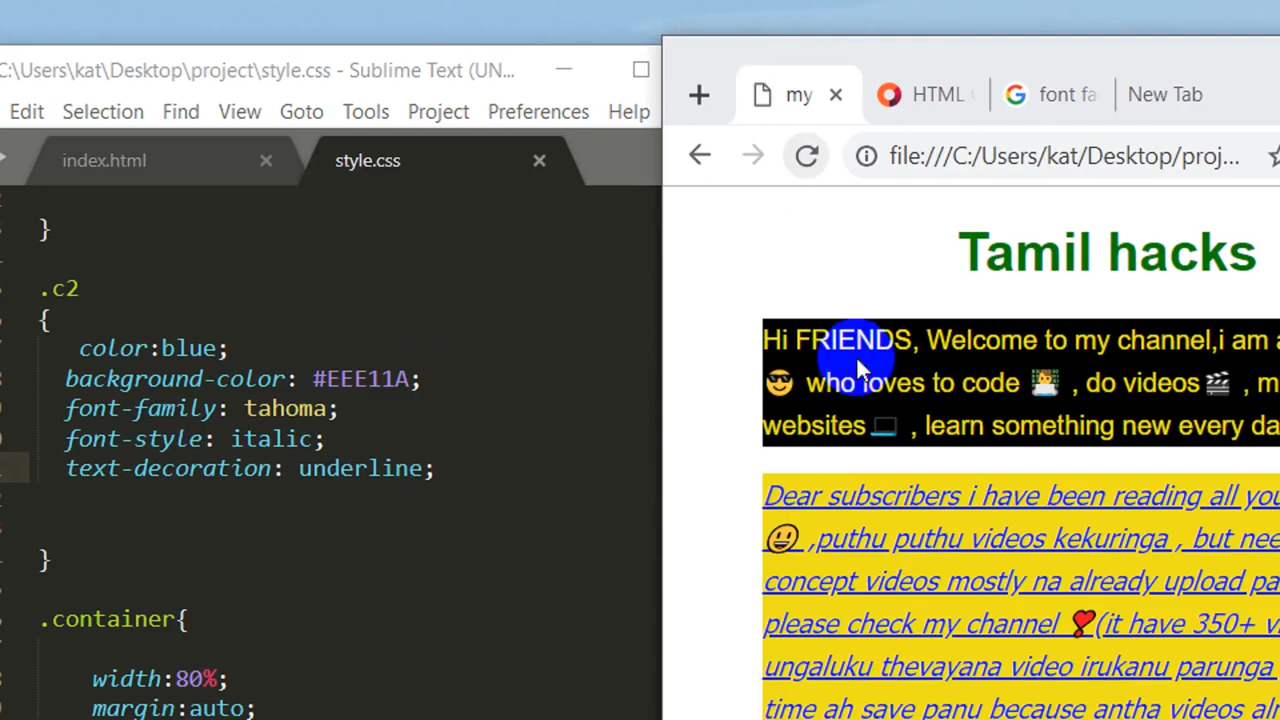 C:\Users\kat\Desktop\project\style.css - Sublime Text (UN...
Edit Selection Find View Goto Tools Project Preferences Help
index.html
style.css
}
.c2
{
color:blue;
background-color: #EEE11A;
font-family: tahoma;
font-style: italic;
text-decoration: underline;
}
.container{
width:80%;
margin:auto;
my
HTML
font fa
New Tab
file:///C:/Users/kat/Desktop/proj...
Tamil hacks
Hi FRIENDS, Welcome to my channel,i am a
😎 who loves to code 👨‍💻 , do videos🎬 , m
websites💻 , learn something new every da
Dear subscribers i have been reading all you
😃 ,puthu puthu videos kekuringa , but nee
concept videos mostly na already upload pa
please check my channel ❣(it have 350+ vi
ungaluku thevayana video irukanu parunga
time ah save panu because antha videos alr